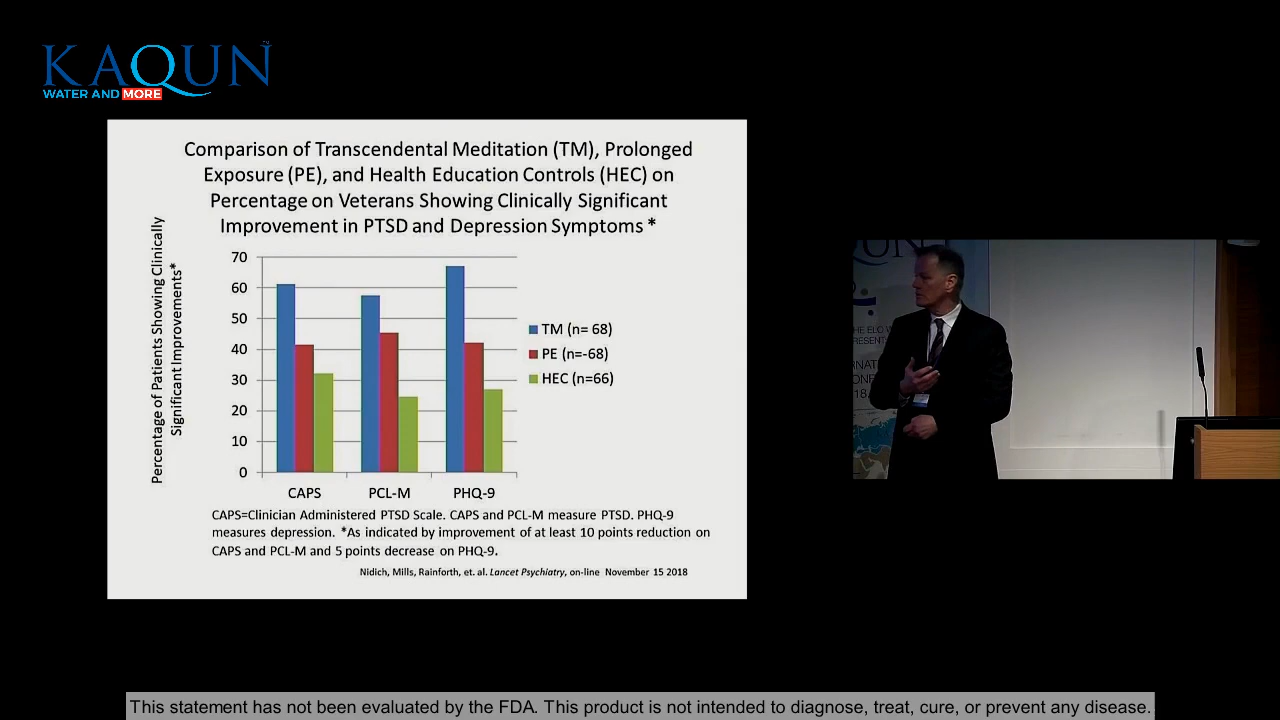 KAQUN
WATER AND MORE
Comparison of Transcendental Meditation (TM), Prolonged
Exposure (PE), and Health Education Controls (HEC) on
Percentage on Veterans Showing Clinically Significant
Improvement in PTSD and Depression Symptoms *
Percentage of Patients Showing Clinically
Significant Improvements*
70
60
50
40
30
20
10
0
CAPS PCL-M PHQ-9
TM (n= 68)
PE (n=-68)
HEC (n=66)
CAPS=Clinician Administered PTSD Scale. CAPS and PCL-M measure PTSD. PHQ-9
measures depression. *As indicated by improvement of at least 10 points reduction on
CAPS and PCL-M and 5 points decrease on PHQ-9.
Nidich, Mills, Rainforth, et. al. Lancet Psychiatry, on-line November 15 2018
This statement has not been evaluated by the FDA. This product is not intended to diagnose, treat, cure, or prevent any disease.